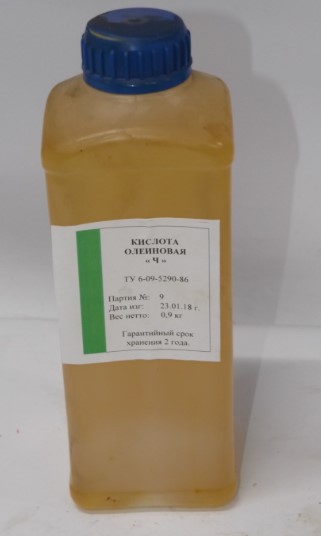 КИСЛОТА
ОЛЕИНОВАЯ
« Ч »
ТУ 6-09-5290-86
Партия №: 9
Дата изг: 23.01.18 г.
Вес нетто: 0,9 кг
Гарантийный срок
хранения 2 года.